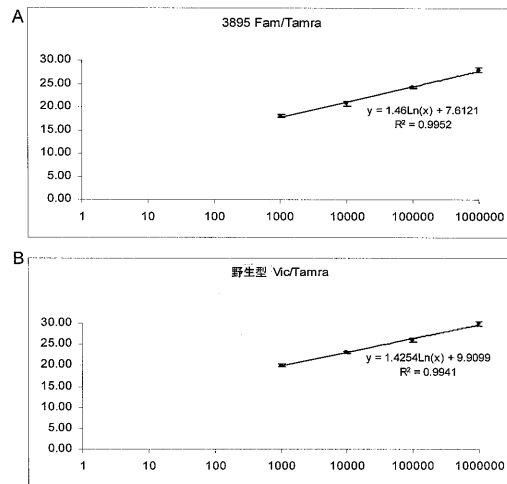 A
3895 Fam/Tamra
30.00
25.00
20.00
15.00
10.00
5.00
0.00
y = 1.46Ln(x) + 7.6121
R² = 0.9952
1 10 100 1000 10000 100000 1000000
B
野生型 Vic/Tamra
30.00
25.00
20.00
15.00
10.00
5.00
0.00
y = 1.4254Ln(x) + 9.9099
R² = 0.9941
1 10 100 1000 10000 100000 1000000